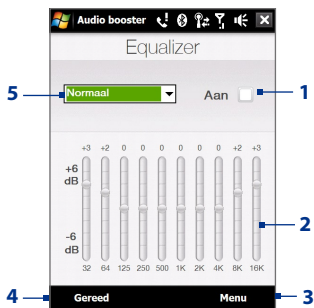 Audio booster
Equalizer
5
Normaal
Aan
1
+3 +2 0 0 0 0 0 +2 +3
+6
dB
2
-6
dB
32 64 125 250 500 1K 2K 4K 8K 16K
4
Gereed
Menu
3